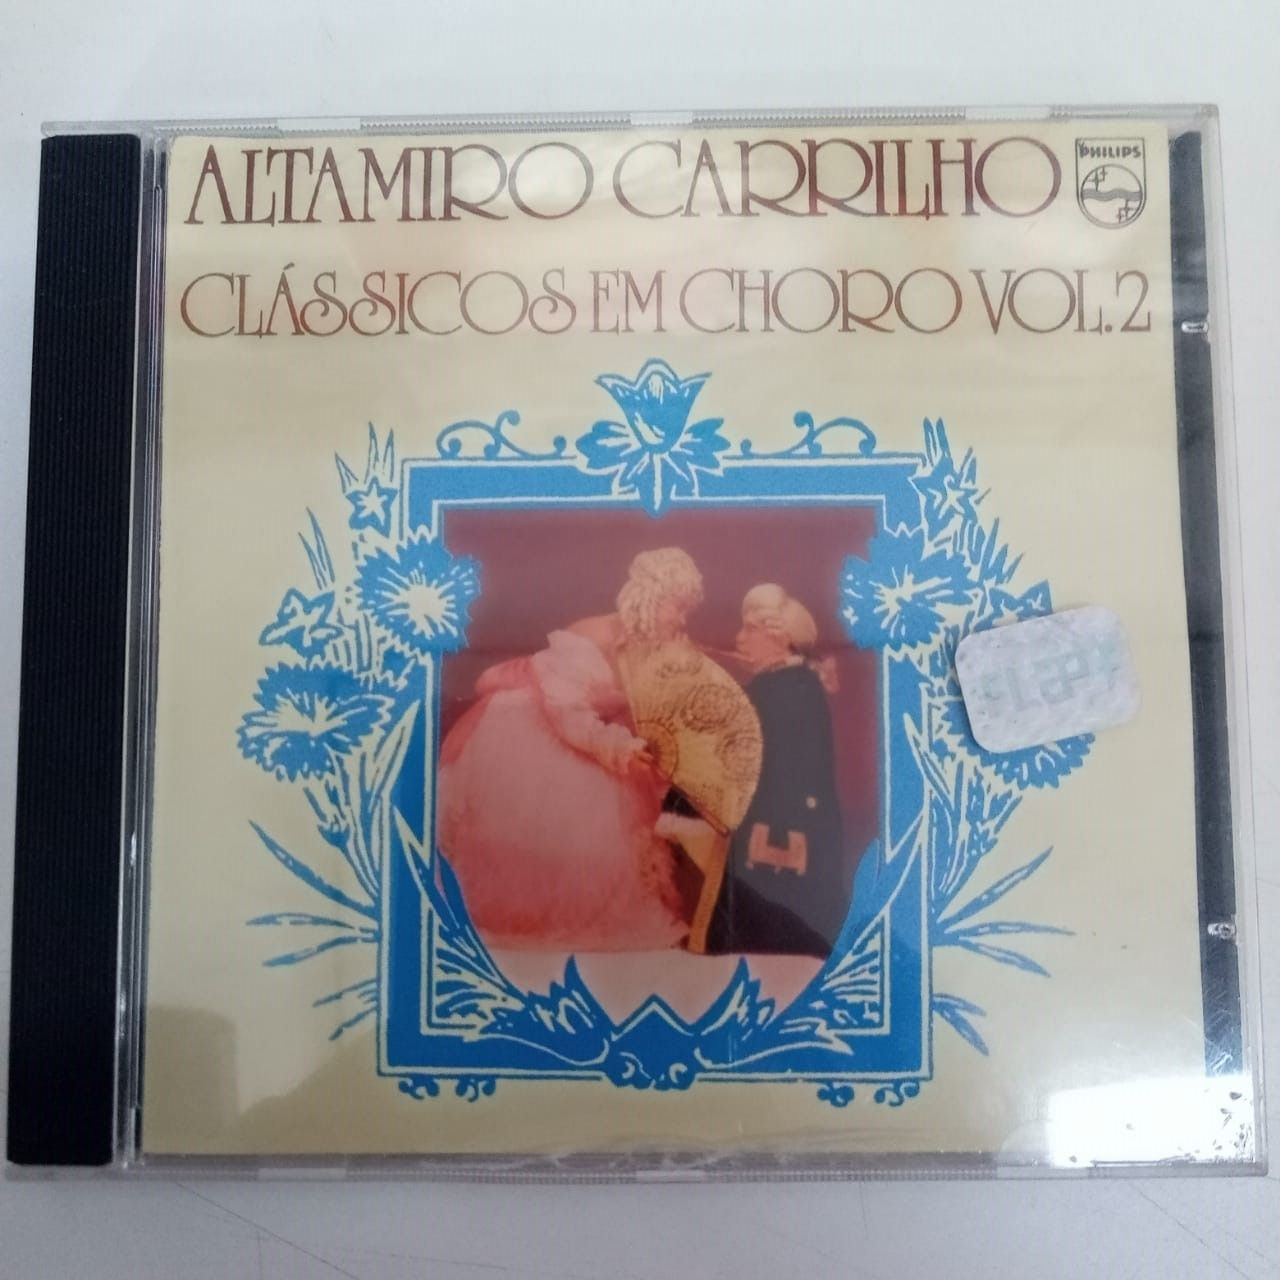 ALTAMIRO CARRILHO
PHILIPS
CLÁSSICOS EM CHORO VOL.2